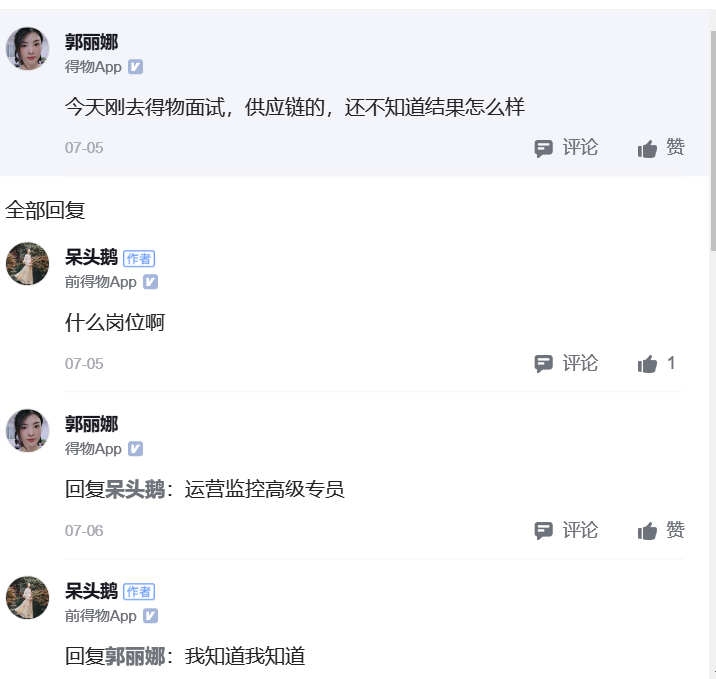 郭丽娜
得物App
今天刚去得物面试，供应链的，还不知道结果怎么样
07-05 评论 赞
全部回复
呆头鹅 作者
前得物App
什么岗位啊
07-05 评论 1
郭丽娜
得物App
回复呆头鹅：运营监控高级专员
07-06 评论 赞
呆头鹅 作者
前得物App
回复郭丽娜：我知道我知道